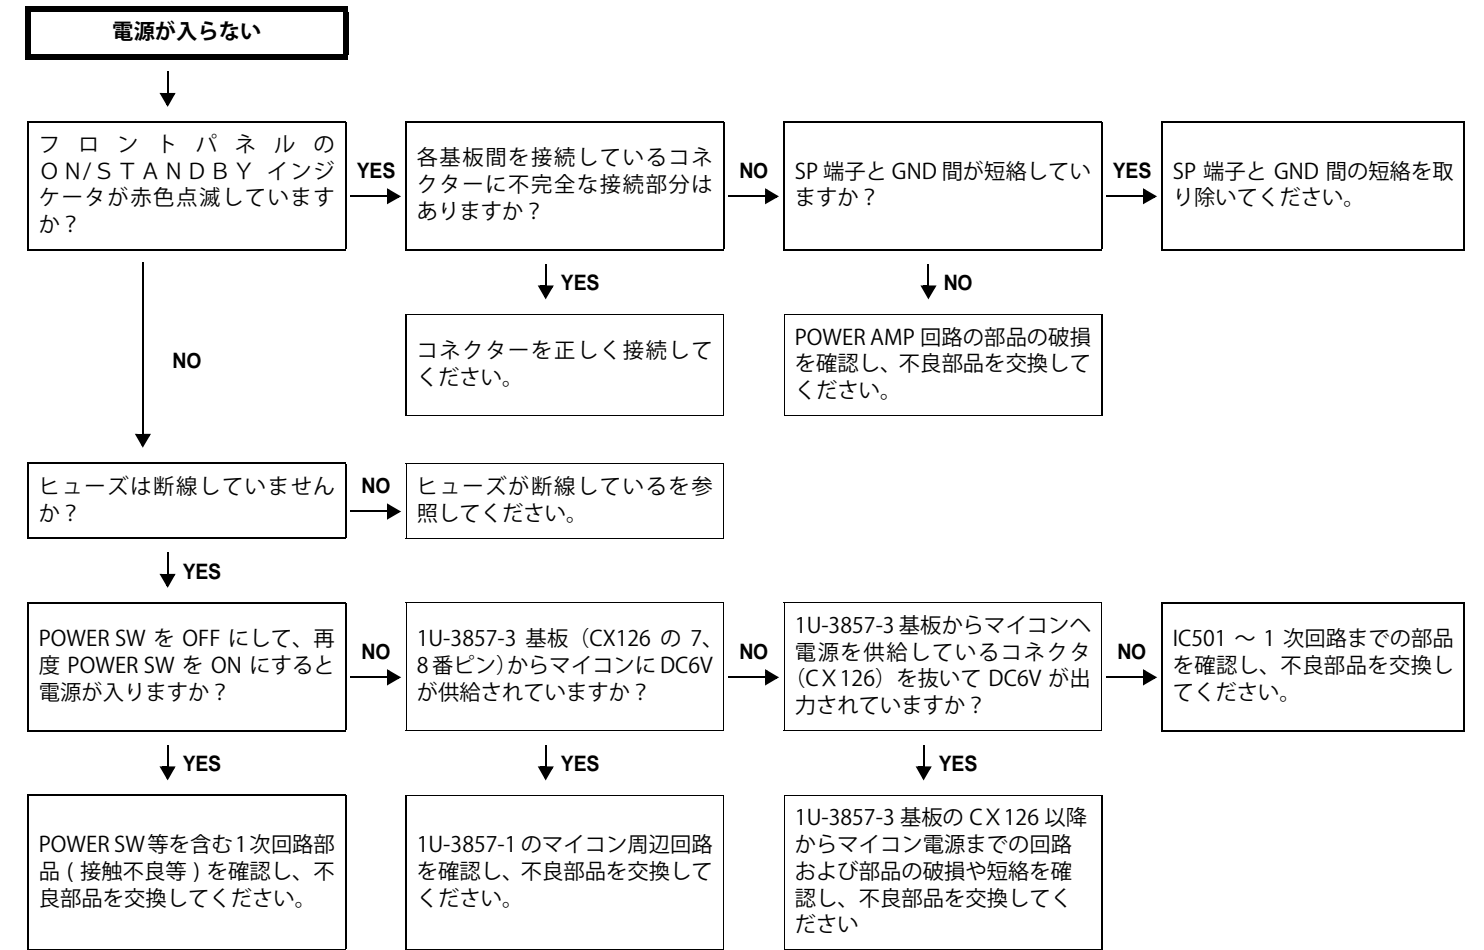 電源が入らない
フロントパネルの
ON/STANDBY インジ
ケータが赤色点滅しています
か？
YES
各基板間を接続しているコネ
クターに不完全な接続部分は
ありますか？
NO
SP 端子と GND 間が短絡してい
ますか？
YES
SP 端子と GND 間の短絡を取
り除いてください。
YES
NO
コネクターを正しく接続して
ください。
POWER AMP 回路の部品の破損
を確認し、不良部品を交換して
ください。
NO
ヒューズは断線していません
か？
NO
ヒューズが断線しているを参
照してください。
YES
POWER SW を OFF にして、再
度 POWER SW を ON にすると
電源が入りますか？
NO
1U-3857-3 基板（CX126 の 7、
8 番ピン）からマイコンに DC6V
が供給されていますか？
NO
1U-3857-3 基板からマイコンへ
電源を供給しているコネクタ
（CX126）を抜いて DC6V が出
力されていますか？
NO
IC501 ～ 1 次回路までの部品
を確認し、不良部品を交換し
てください。
YES
YES
YES
POWER SW 等を含む 1 次回路部
品 ( 接触不良等 ) を確認し、不
良部品を交換してください。
1U-3857-1 のマイコン周辺回路
を確認し、不良部品を交換して
ください。
1U-3857-3 基板の CX126 以降
からマイコン電源までの回路
および部品の破損や短絡を確
認し、不良部品を交換してく
ださい